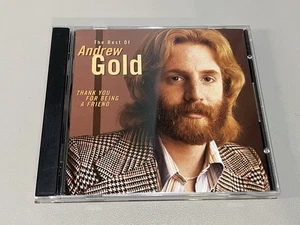 The Best Of
Andrew
Gold
THANK YOU
FOR BEING
A FRIEND